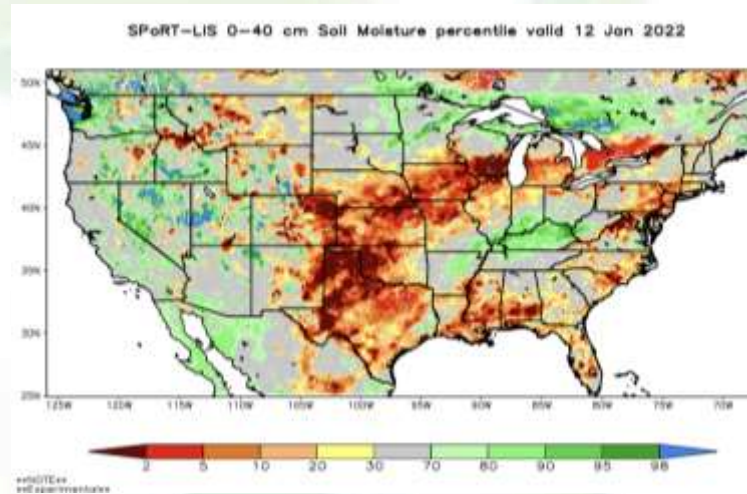 SPoRT-LIS 0-40 cm Soil Moisture percentile valid 12 Jan 2022
50N
45N
40N
35N
30N
25N
125W 120W 115W 110W 105W 100W 95W 90W 85W 80W 75W 70W
2 5 10 20 30 70 80 90 95 98
**NOTE**
**Experimental**